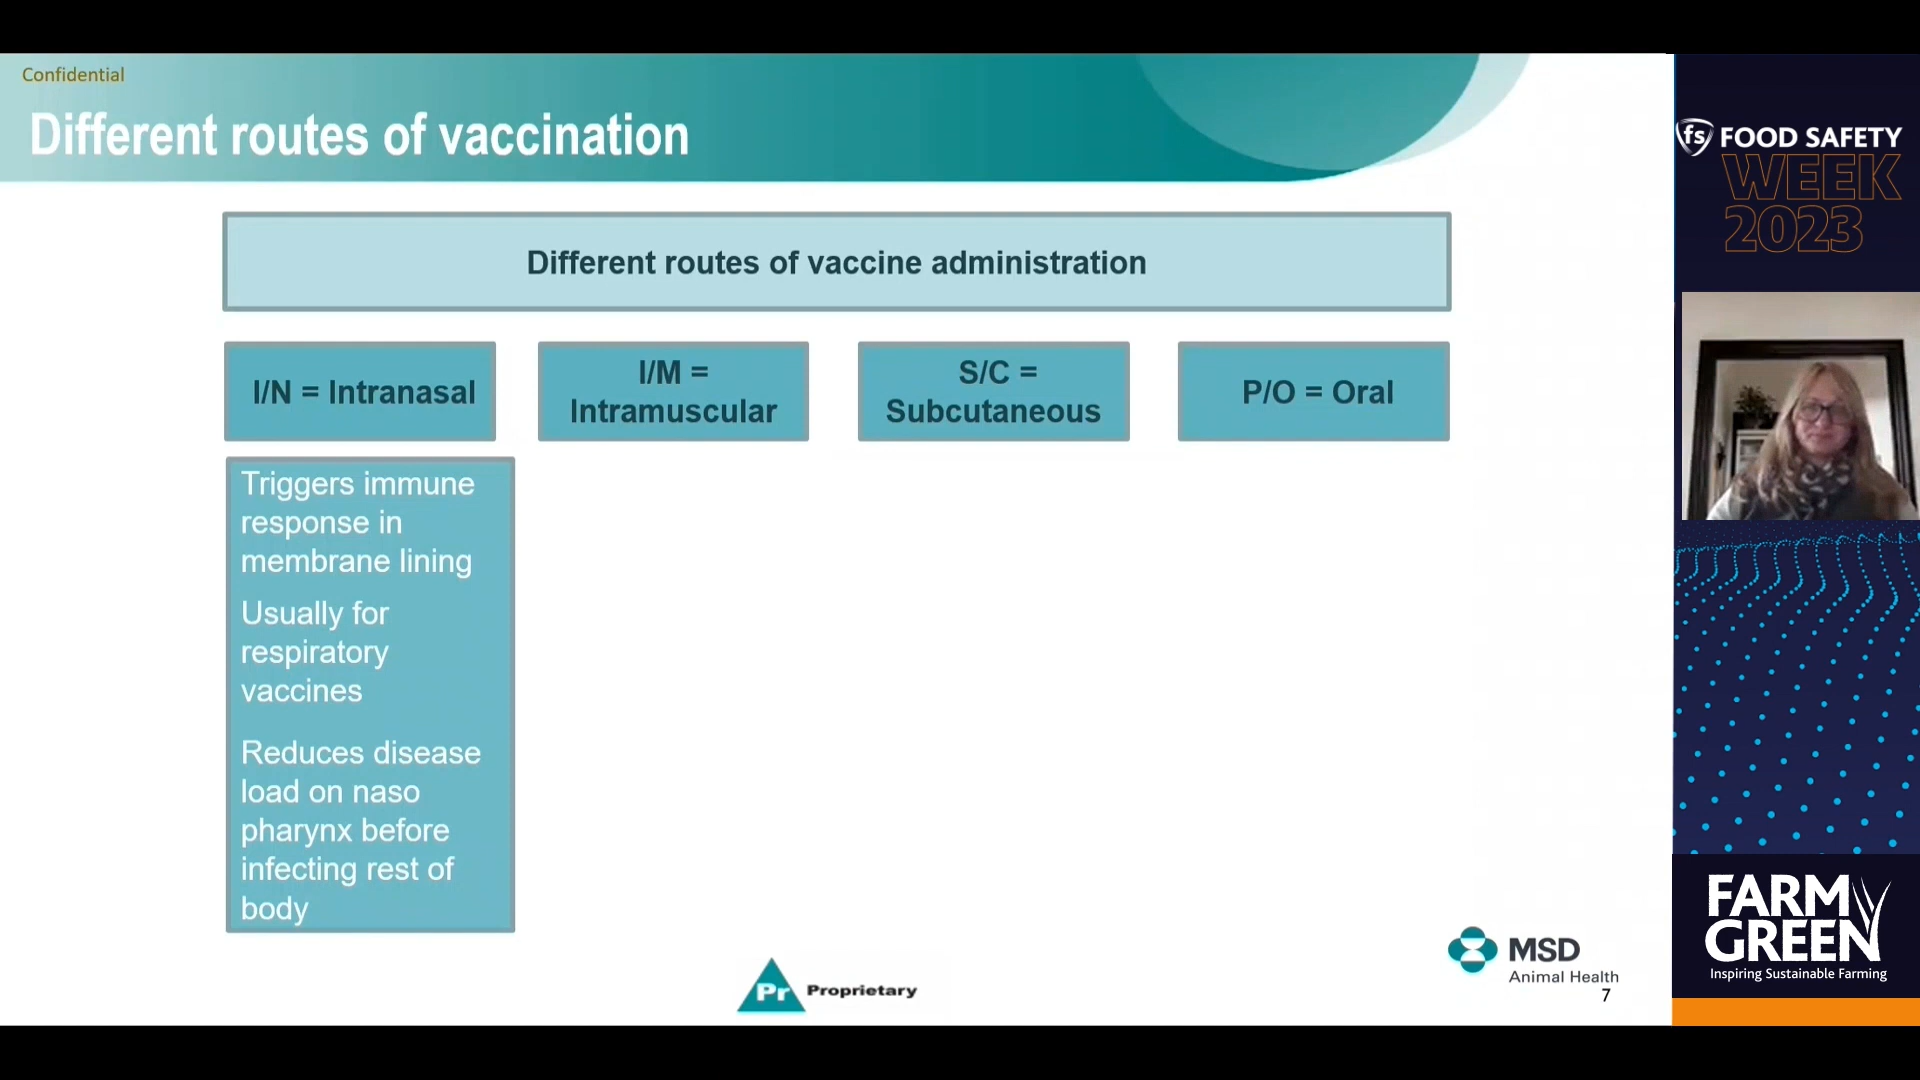 Confidential
Different routes of vaccination
Different routes of vaccine administration
I/N = Intranasal
I/M =
Intramuscular
S/C =
Subcutaneous
P/O = Oral
Triggers immune
response in
membrane lining
Usually for
respiratory
vaccines
Reduces disease
load on naso
pharynx before
infecting rest of
body
Pr Proprietary
MSD
Animal Health
7
fs FOOD SAFETY
WEEK
2023
FARM
GREEN
Inspiring Sustainable Farming